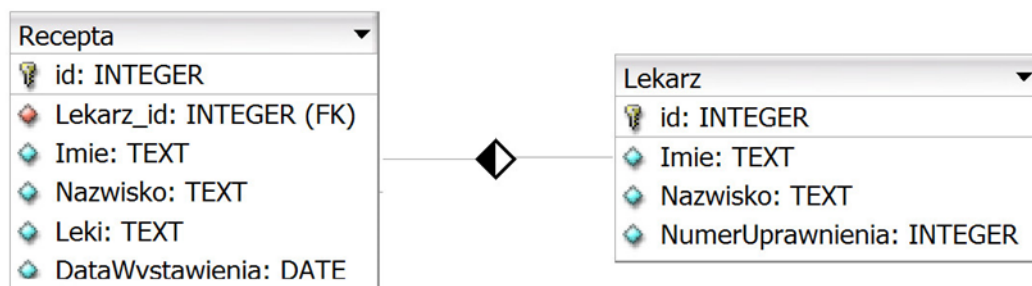 Recepta
id: INTEGER
Lekarz_id: INTEGER (FK)
Imie: TEXT
Nazwisko: TEXT
Leki: TEXT
DataWystawienia: DATE
Lekarz
id: INTEGER
Imie: TEXT
Nazwisko: TEXT
NumerUprawnienia: INTEGER